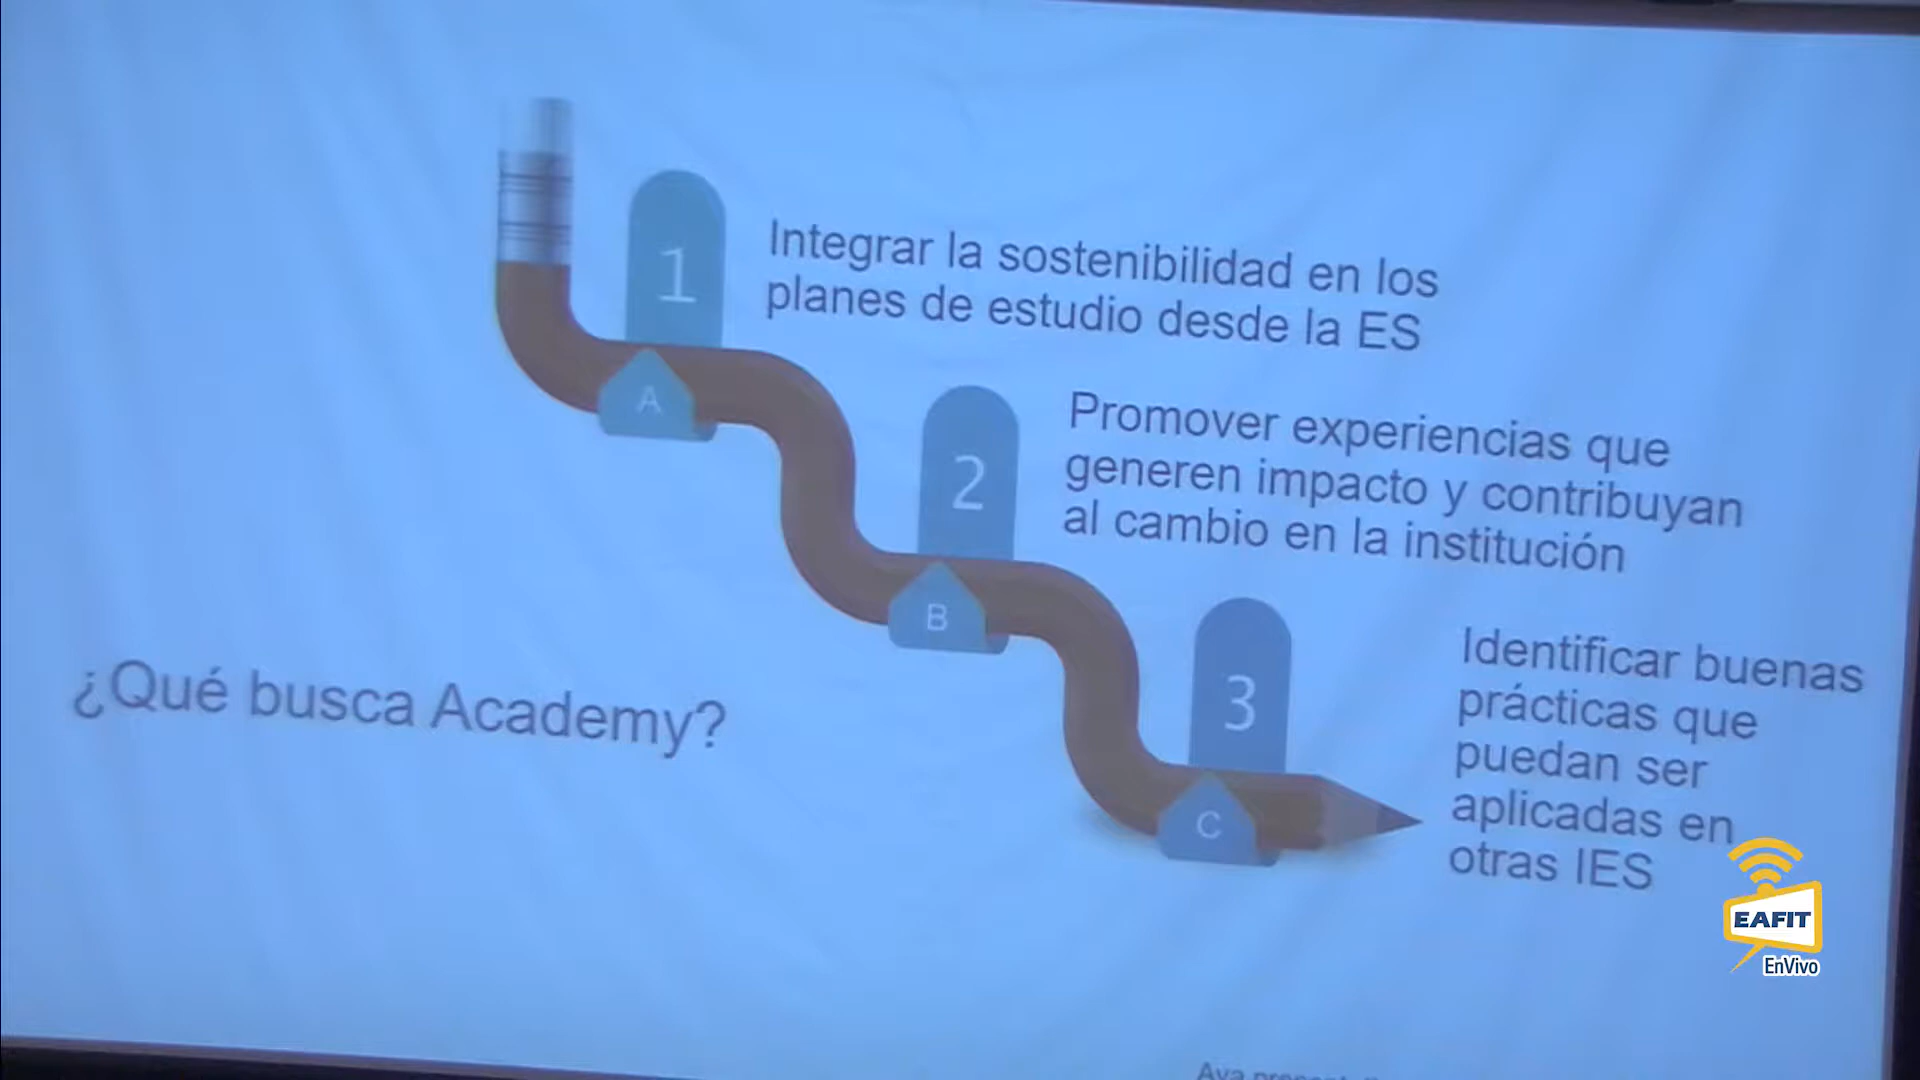 1
Integrar la sostenibilidad en los
planes de estudio desde la ES
A
2
Promover experiencias que
generen impacto y contribuyan
al cambio en la institución
B
3
Identificar buenas
prácticas que
puedan ser
aplicadas en
otras IES
C
¿Qué busca Academy?
EAFIT
EnVivo